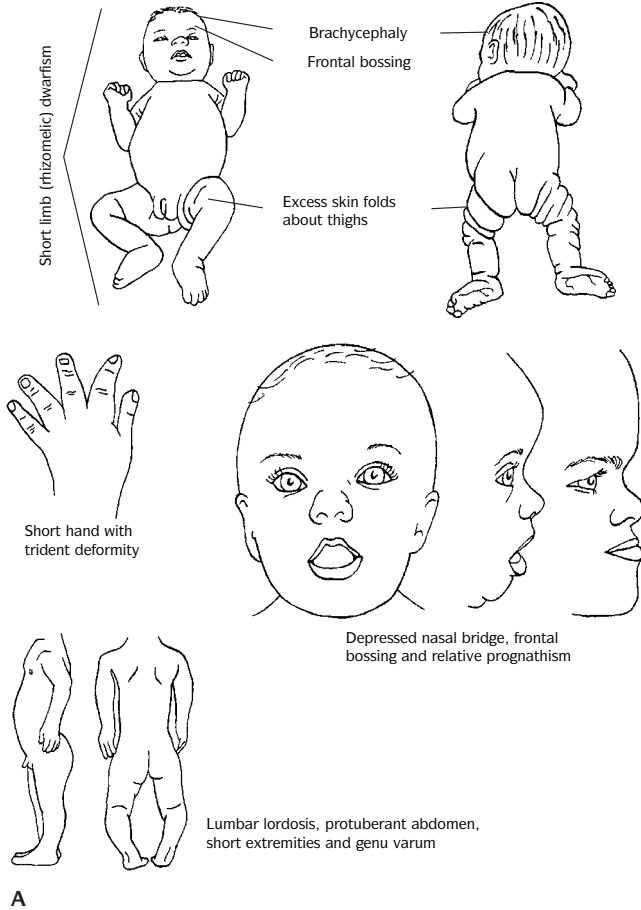 Short limb (rhizomelic) dwarfism
Brachycephaly
Frontal bossing
Excess skin folds
about thighs
Short hand with
trident deformity
Depressed nasal bridge, frontal
bossing and relative prognathism
Lumbar lordosis, protuberant abdomen,
short extremities and genu varum
A